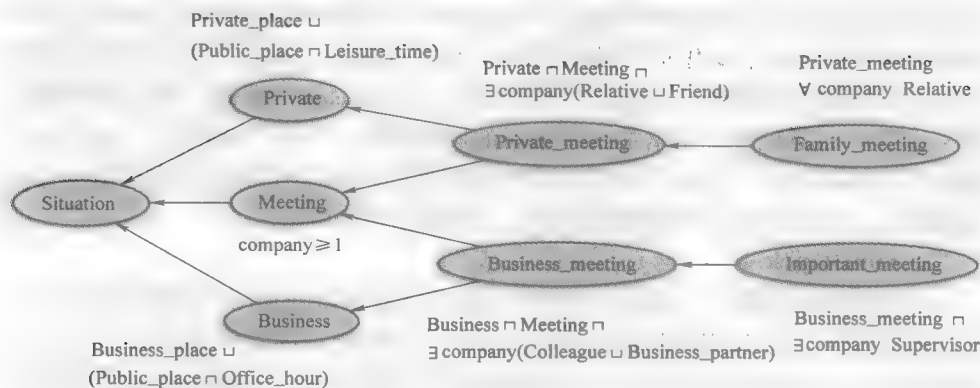 Private_place ⊔
(Public_place ⊓ Leisure_time)
Private
Private ⊓ Meeting ⊓
∃ company(Relative ⊔ Friend)
Private_meeting
∀ company Relative
Private_meeting
Family_meeting
Situation
Meeting
company ⩾ 1
Business_meeting
Important_meeting
Business
Business_place ⊔
(Public_place ⊓ Office_hour)
Business ⊓ Meeting ⊓
∃ company(Colleague ⊔ Business_partner)
Business_meeting ⊓
∃ company Supervisor